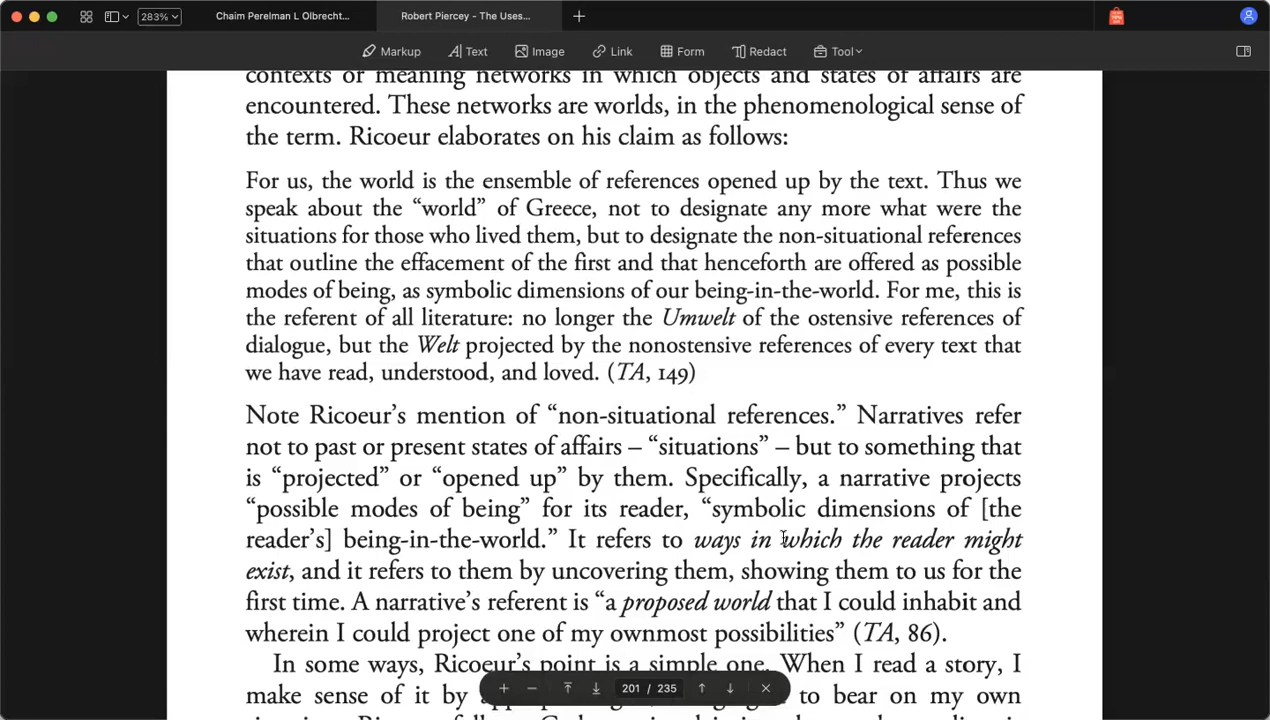 283%
Chaim Perelman L Olbrecht...
Robert Piercey - The Uses...
Markup
Text
Image
Link
Form
Redact
Tool
contexts or meaning networks in which objects and states of affairs are
encountered. These networks are worlds, in the phenomenological sense of
the term. Ricoeur elaborates on his claim as follows:
For us, the world is the ensemble of references opened up by the text. Thus we
speak about the “world” of Greece, not to designate any more what were the
situations for those who lived them, but to designate the non-situational references
that outline the effacement of the first and that henceforth are offered as possible
modes of being, as symbolic dimensions of our being-in-the-world. For me, this is
the referent of all literature: no longer the Umwelt of the ostensive references of
dialogue, but the Welt projected by the nonostensive references of every text that
we have read, understood, and loved. (TA, 149)
Note Ricoeur’s mention of “non-situational references.” Narratives refer
not to past or present states of affairs – “situations” – but to something that
is “projected” or “opened up” by them. Specifically, a narrative projects
“possible modes of being” for its reader, “symbolic dimensions of [the
reader’s] being-in-the-world.” It refers to ways in which the reader might
exist, and it refers to them by uncovering them, showing them to us for the
first time. A narrative’s referent is “a proposed world that I could inhabit and
wherein I could project one of my ownmost possibilities” (TA, 86).
In some ways, Ricoeur’s point is a simple one. When I read a story, I
make sense of it by to bear on my own
201 / 235